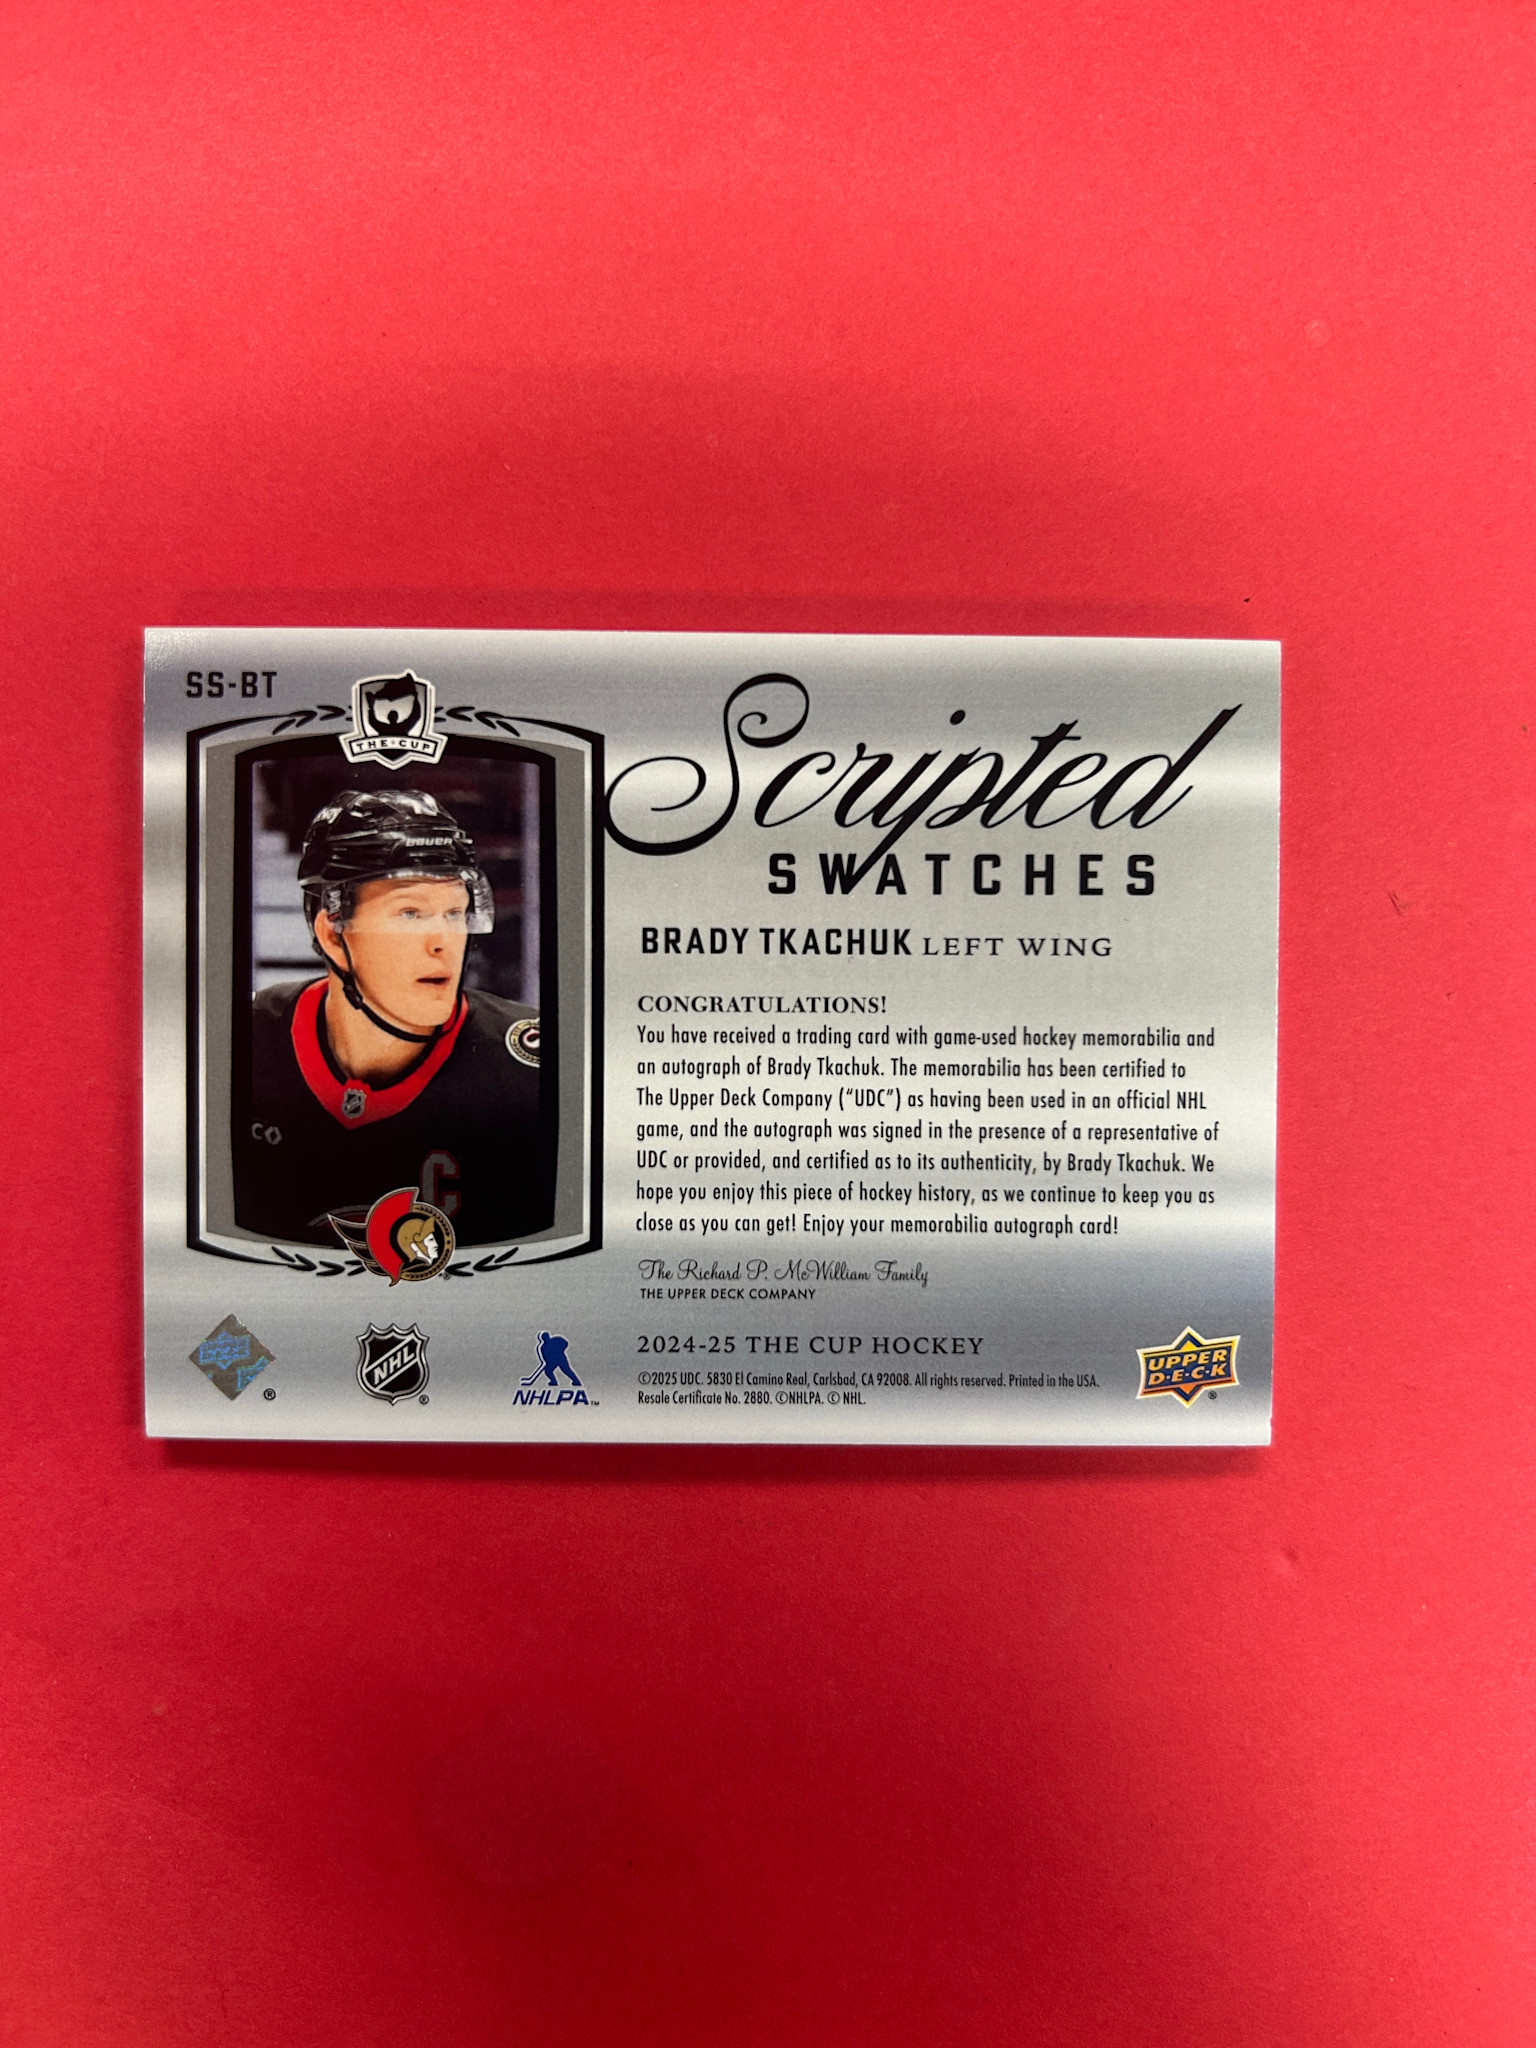 SS-BT
THE CUP
BAUER
CO
C
Scripted
SWATCHES
BRADY TKACHUK LEFT WING
CONGRATULATIONS!
You have received a trading card with game-used hockey memorabilia and
an autograph of Brady Tkachuk. The memorabilia has been certified to
The Upper Deck Company (“UDC”) as having been used in an official NHL
game, and the autograph was signed in the presence of a representative of
UDC or provided, and certified as to its authenticity, by Brady Tkachuk. We
hope you enjoy this piece of hockey history, as we continue to keep you as
close as you can get! Enjoy your memorabilia autograph card!
The Richard P. McWilliam Family
THE UPPER DECK COMPANY
®
NHL
®
NHLPA™
2024-25 THE CUP HOCKEY
©2025 UDC. 5830 El Camino Real, Carlsbad, CA 92008. All rights reserved. Printed in the USA.
Resale Certificate No. 2880. ©NHLPA. © NHL.
UPPER
D·E·C·K
®